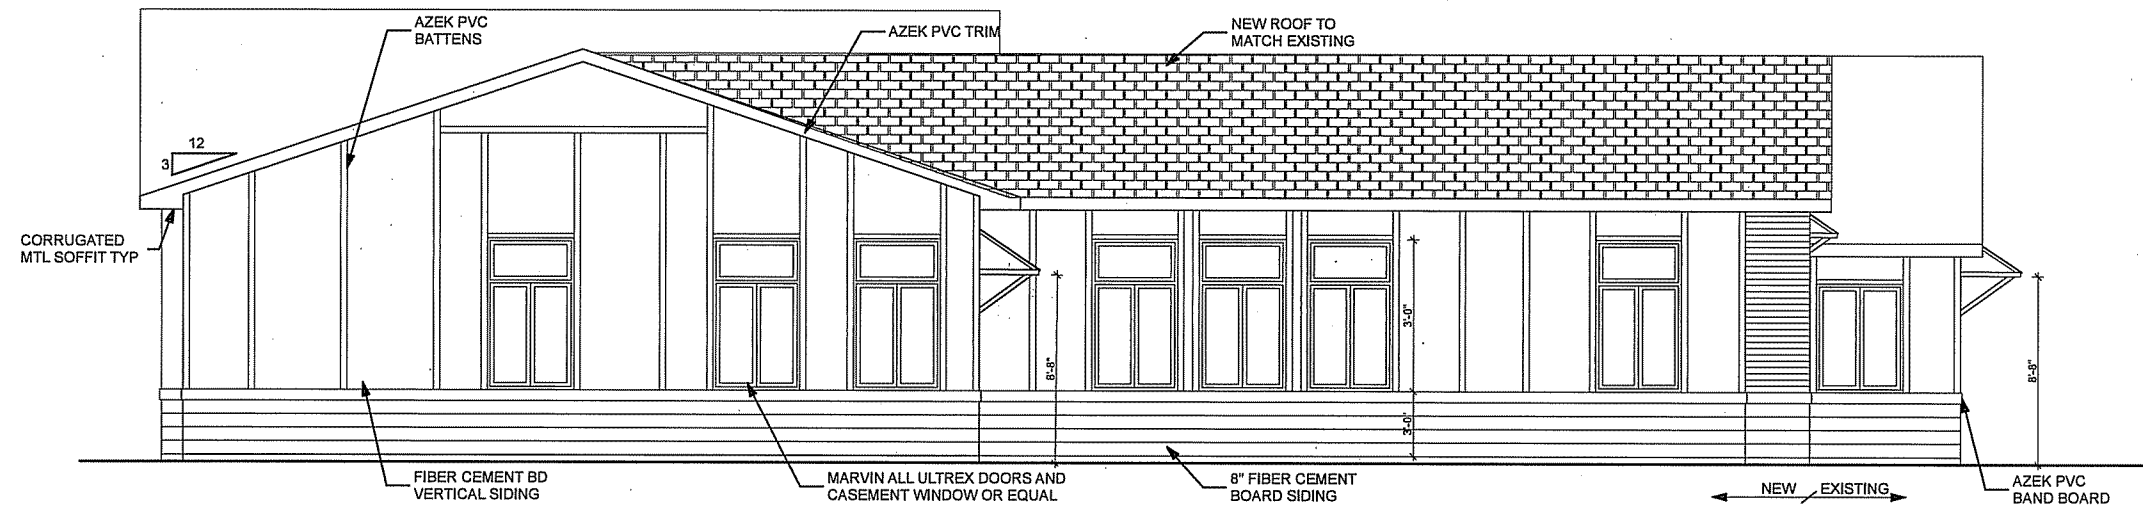 AZEK PVC
BATTENS
AZEK PVC TRIM
NEW ROOF TO
MATCH EXISTING
12
3
CORRUGATED
MTL SOFFIT TYP
3'-0"
8'-8"
8'-8"
3'-0"
FIBER CEMENT BD
VERTICAL SIDING
MARVIN ALL ULTREX DOORS AND
CASEMENT WINDOW OR EQUAL
8" FIBER CEMENT
BOARD SIDING
NEW EXISTING
AZEK PVC
BAND BOARD